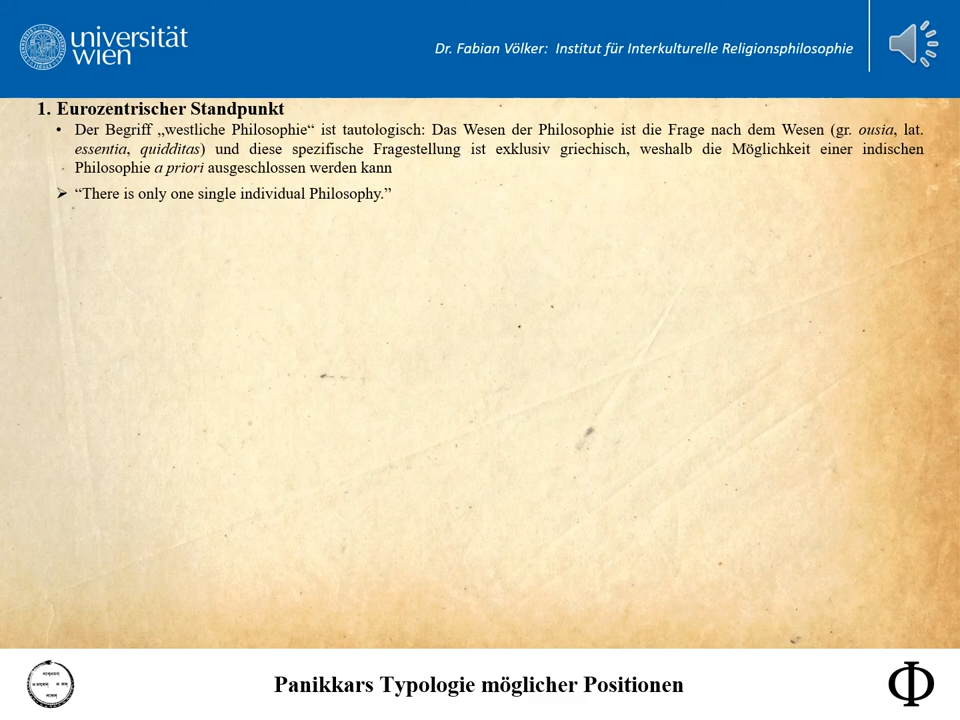 universität
wien
Dr. Fabian Völker: Institut für Interkulturelle Religionsphilosophie
1. Eurozentrischer Standpunkt
• Der Begriff „westliche Philosophie“ ist tautologisch: Das Wesen der Philosophie ist die Frage nach dem Wesen (gr. ousia, lat.
essentia, quidditas) und diese spezifische Fragestellung ist exklusiv griechisch, weshalb die Möglichkeit einer indischen
Philosophie a priori ausgeschlossen werden kann
➢ “There is only one single individual Philosophy.”
Panikkars Typologie möglicher Positionen
Φ